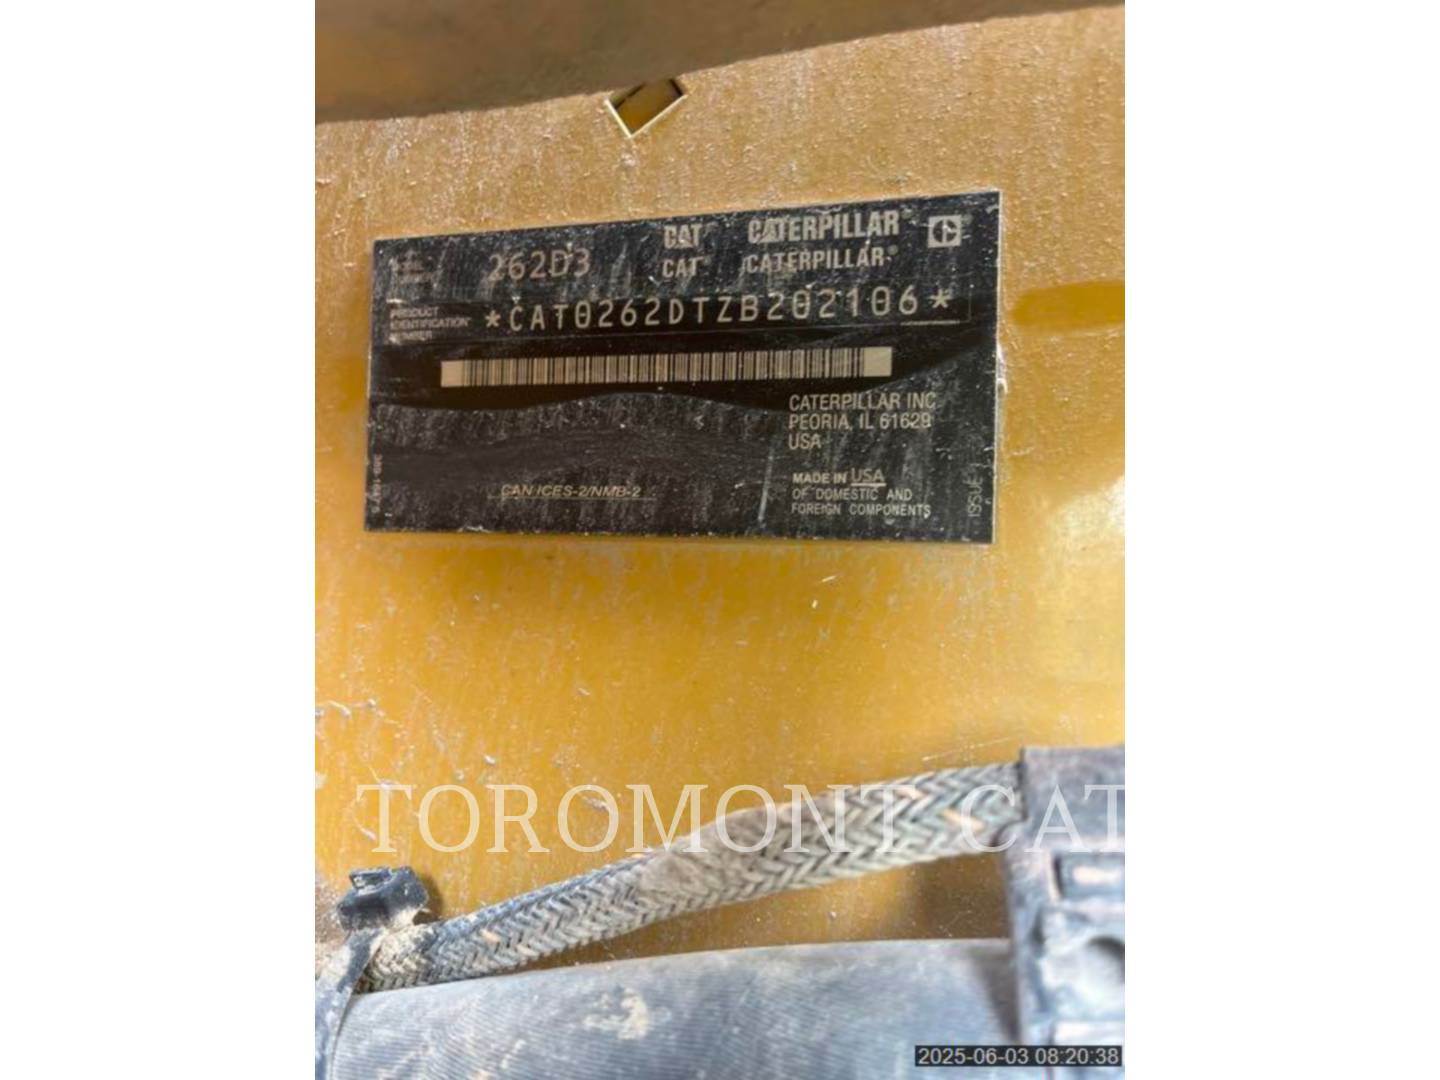 262D3 CAT CATERPILLAR
CAT® CATERPILLAR®
PRODUCT
IDENTIFICATION
NUMBER
*CAT0262DTZB202106*
CATERPILLAR INC
PEORIA, IL 61629
USA
CAN ICES-2/NMB-2
MADE IN USA
OF DOMESTIC AND
FOREIGN COMPONENTS
ISSUE 1
TOROMONT CAT
2025-06-03 08:20:38